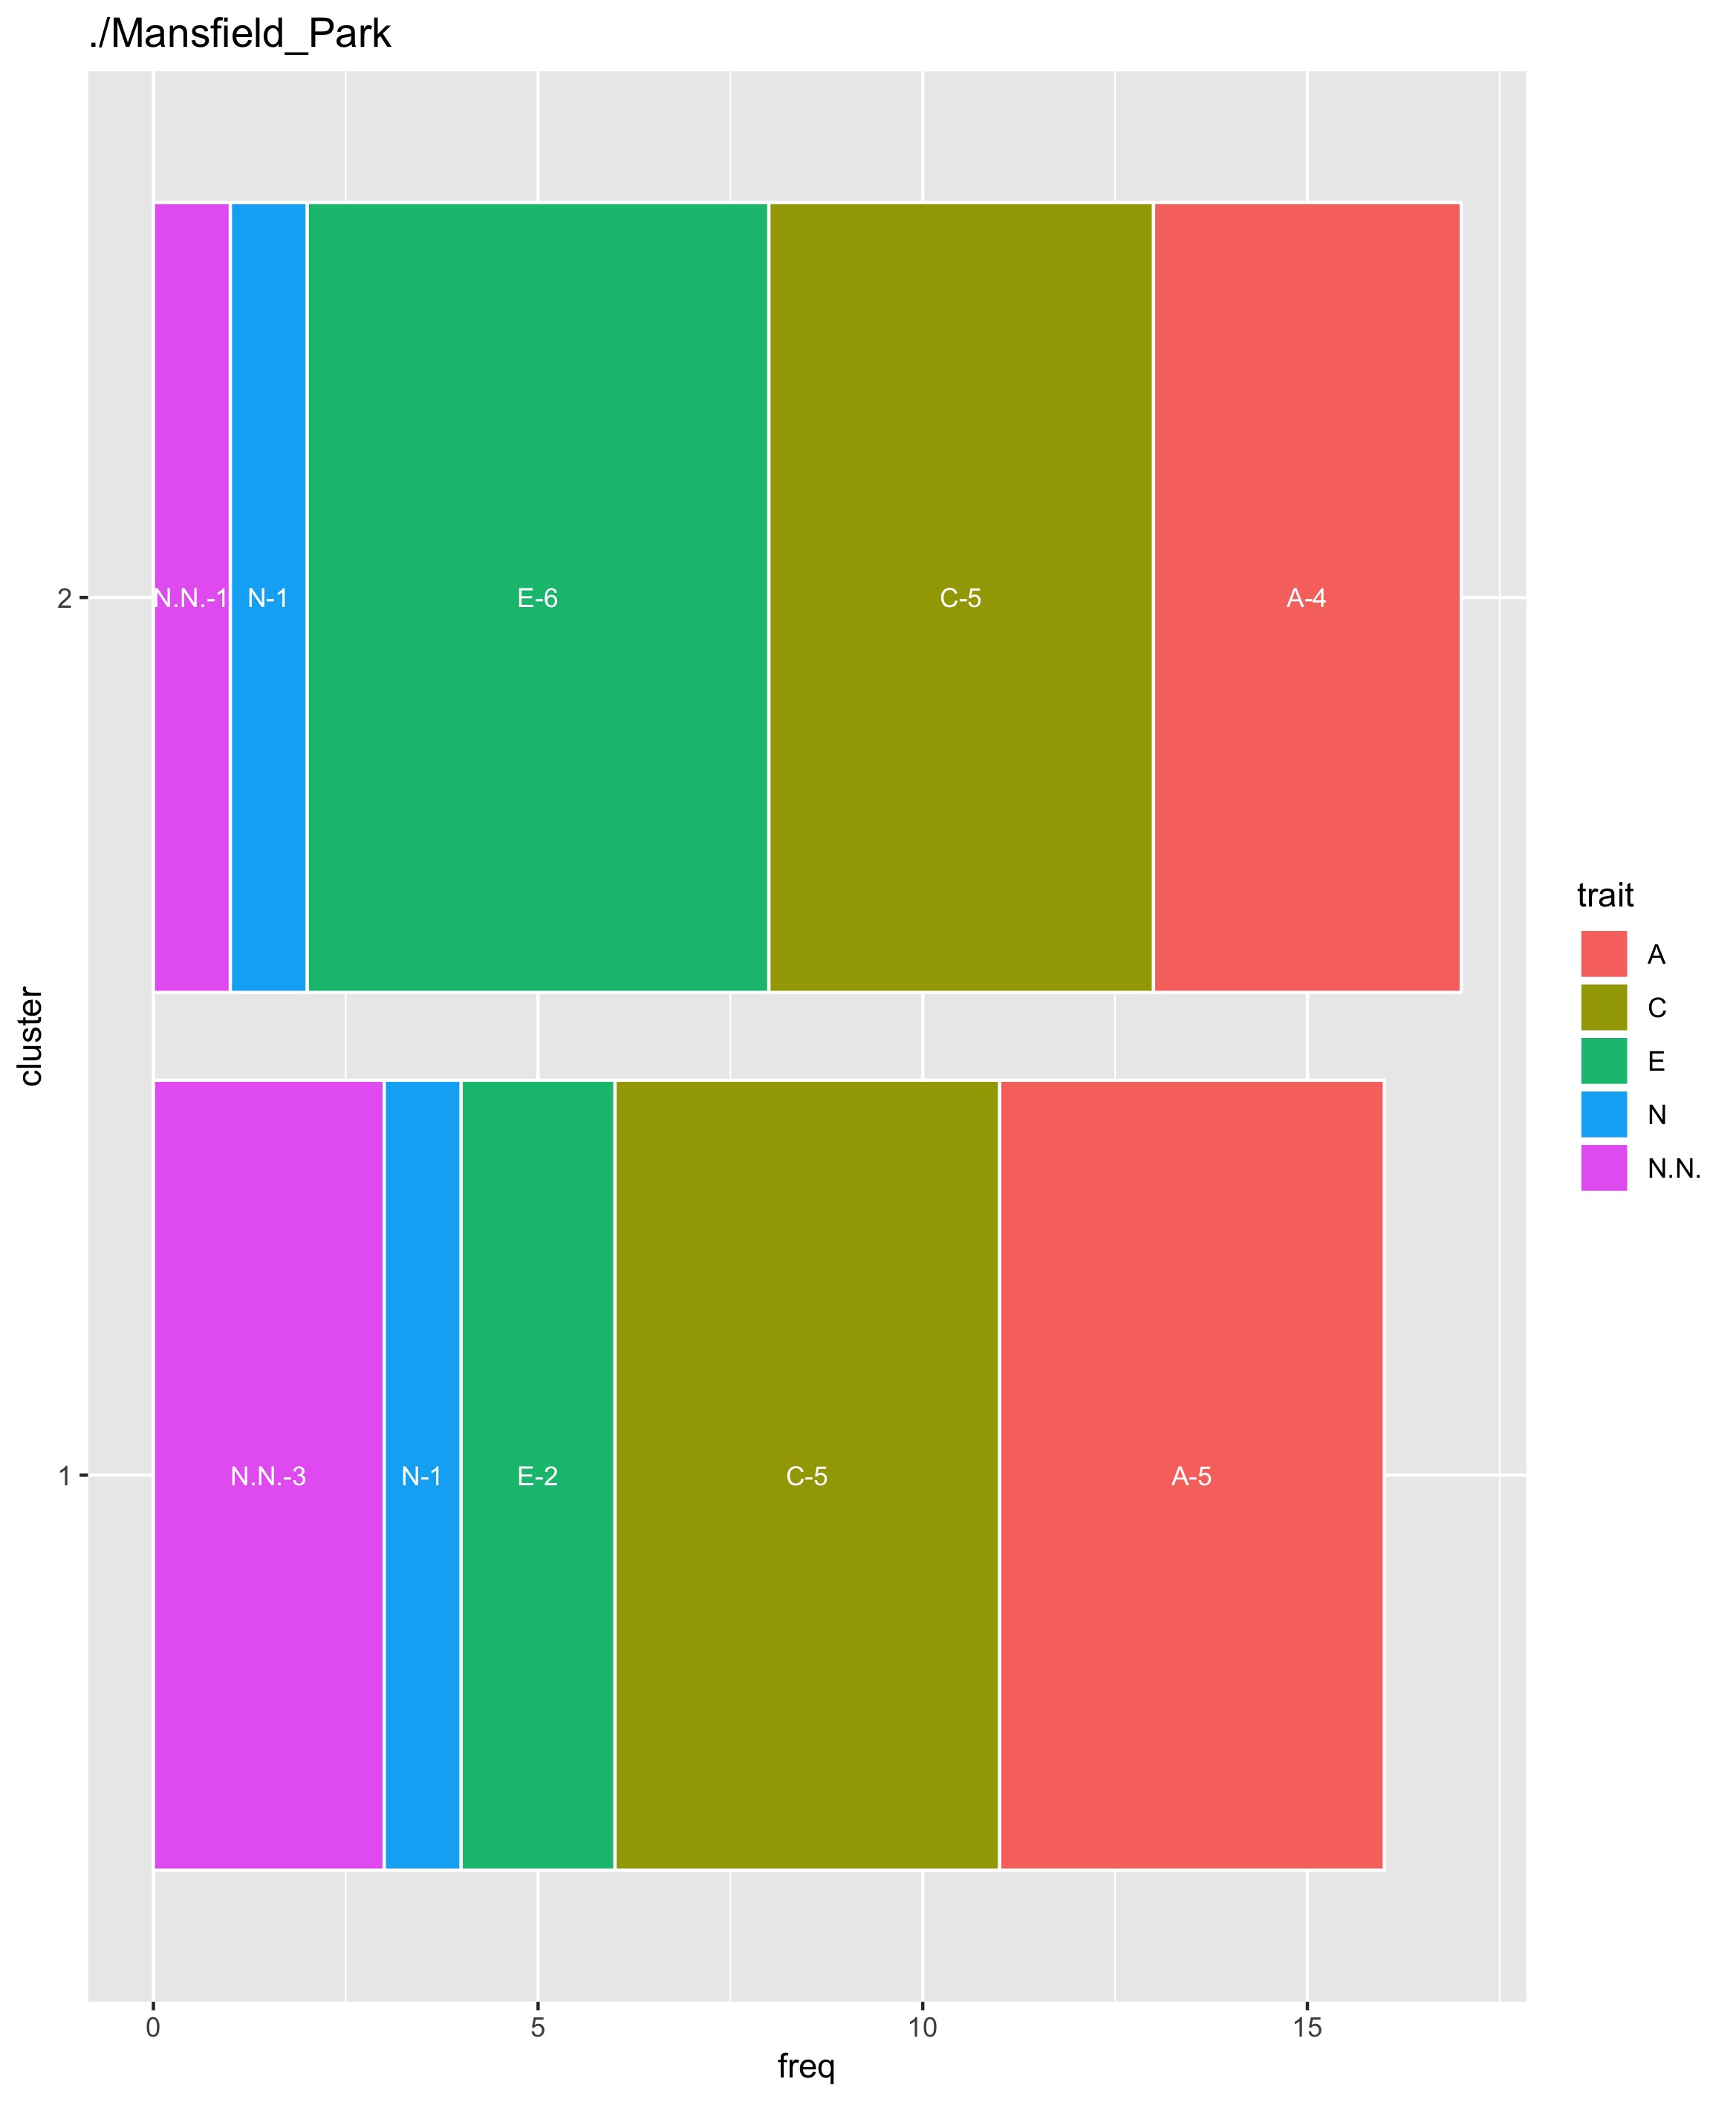 ./Mansfield_Park
cluster
2
N.N.-1 N-1 E-6 C-5 A-4
1
N.N.-3 N-1 E-2 C-5 A-5
0 5 10 15
freq
trait
A
C
E
N
N.N.